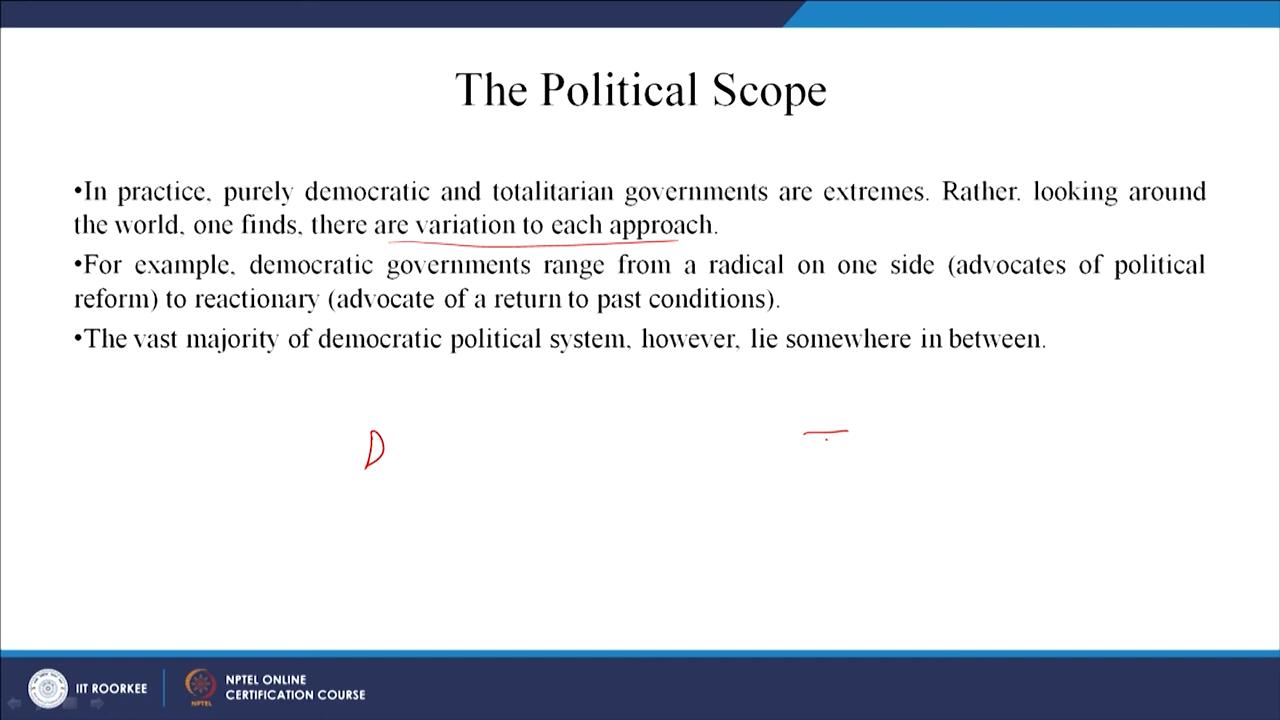 The Political Scope
•In practice, purely democratic and totalitarian governments are extremes. Rather. looking around
the world, one finds, there are variation to each approach.
•For example, democratic governments range from a radical on one side (advocates of political
reform) to reactionary (advocate of a return to past conditions).
•The vast majority of democratic political system, however, lie somewhere in between.
D
IIT ROORKEE
NPTEL
NPTEL ONLINE
CERTIFICATION COURSE